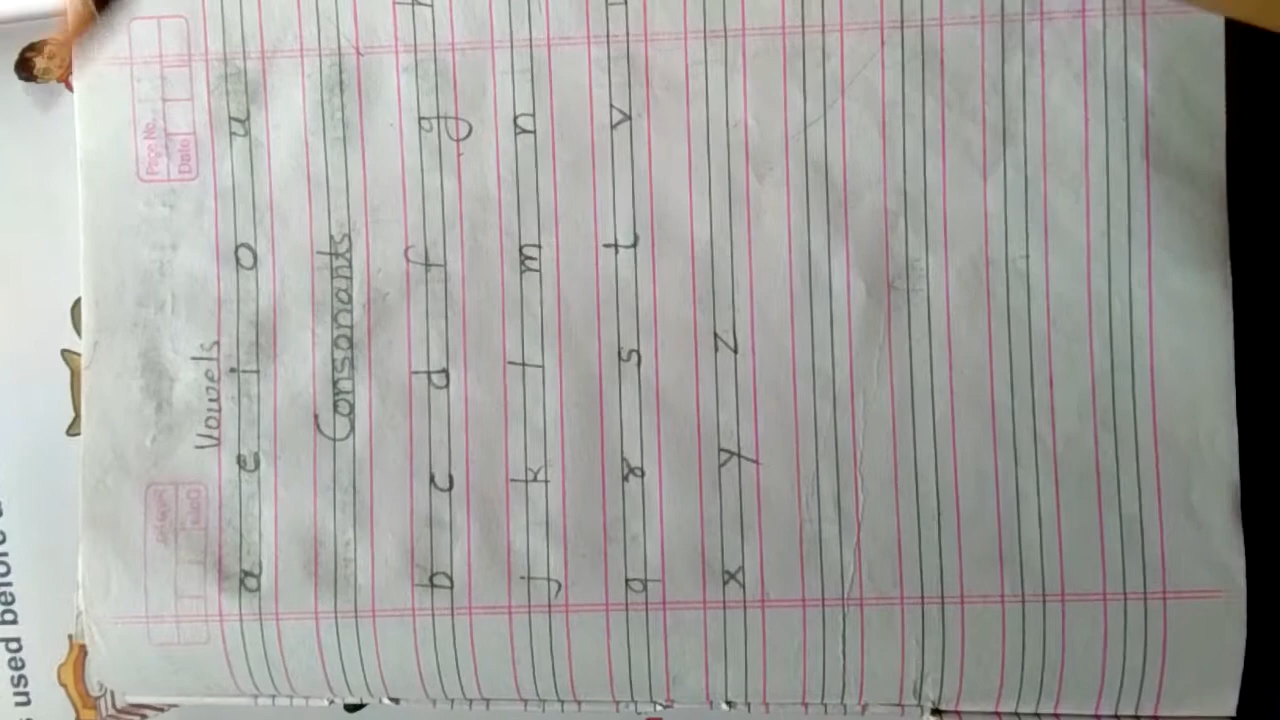 Page No.
Date
Vowels
a e i o u
Consonants
b c d f g
j k l m n
q r s t v
x y z
used before